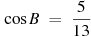 cos B = 5/13